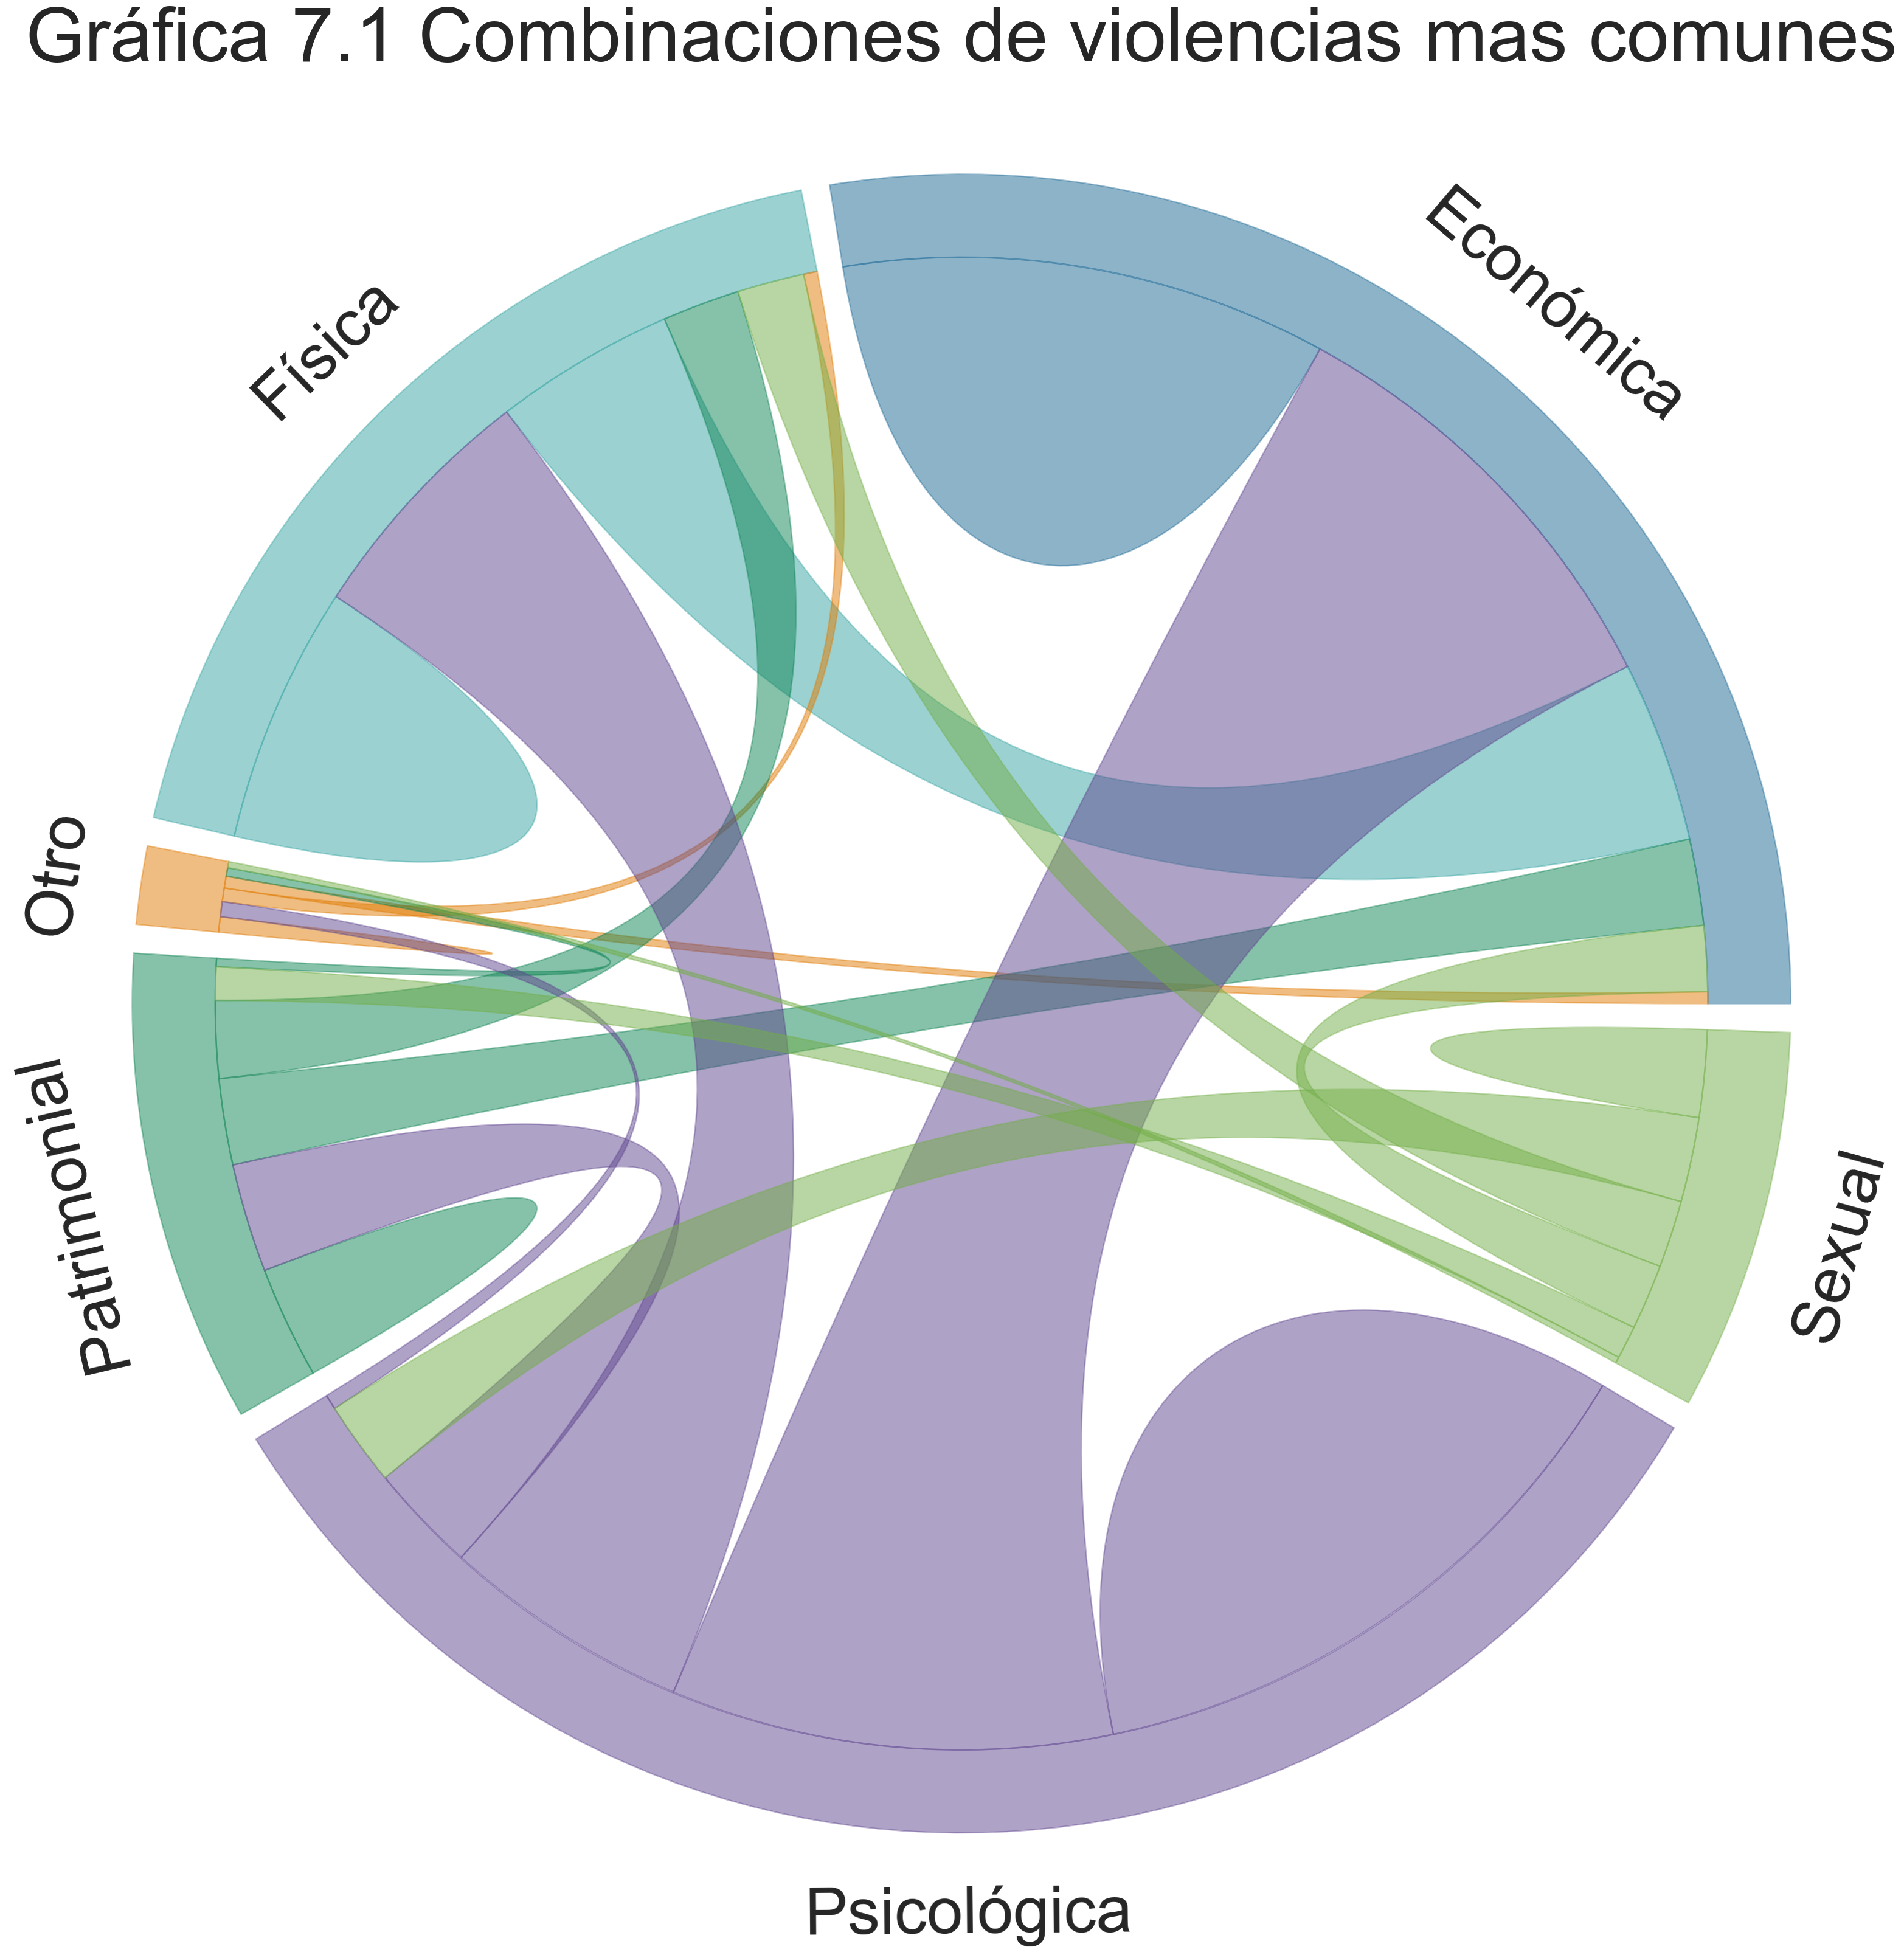 Gráfica 7.1 Combinaciones de violencias mas comunes
Económica
Física
Otro
Patrimonial
Sexual
Psicológica